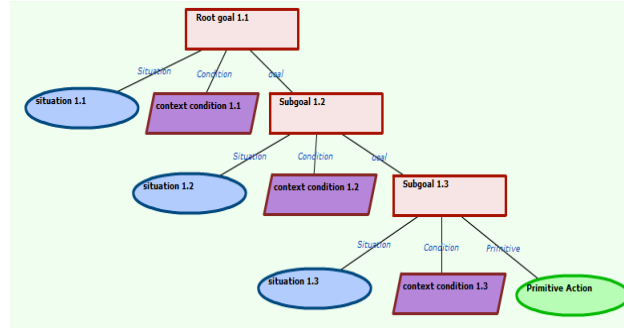 Root goal 1.1
Situation
Condition
Goal
situation 1.1
context condition 1.1
Subgoal 1.2
Situation
Condition
Goal
situation 1.2
context condition 1.2
Subgoal 1.3
Situation
Condition
Primitive
situation 1.3
context condition 1.3
Primitive Action